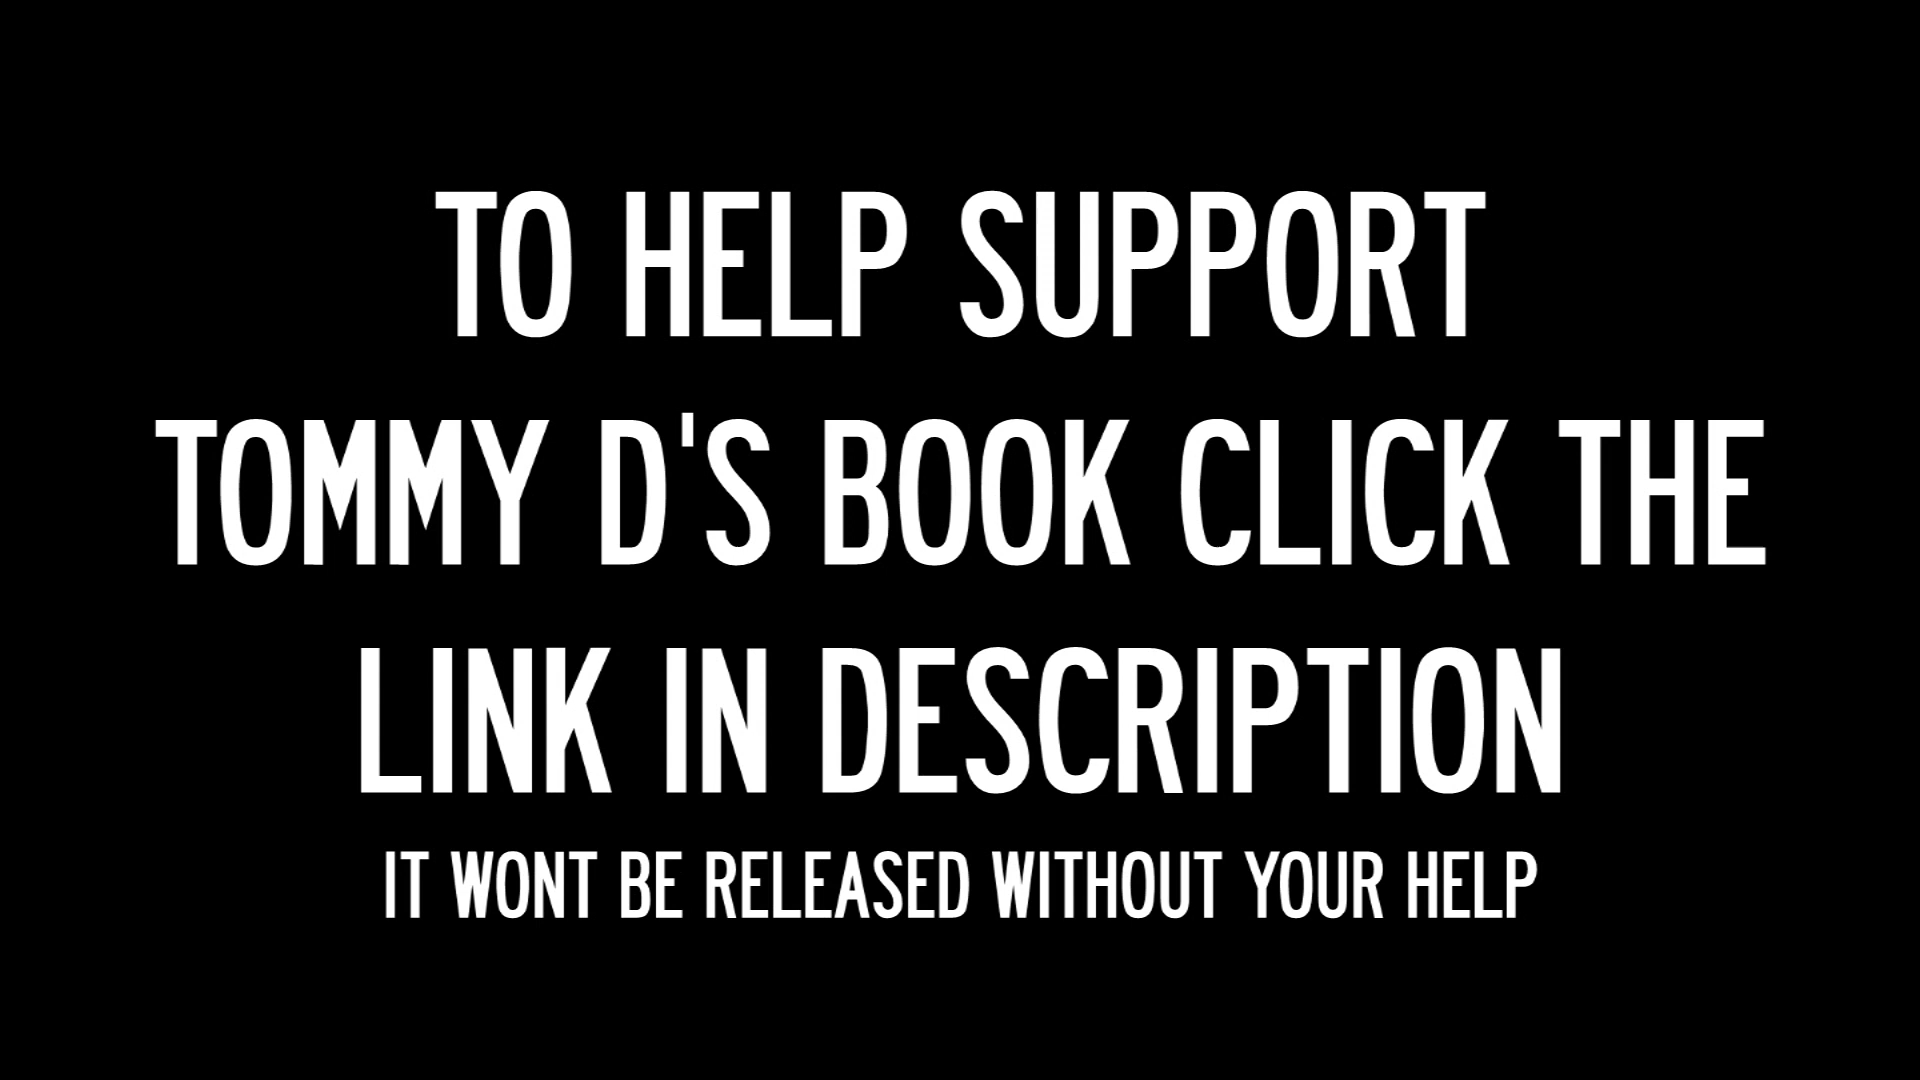 TO HELP SUPPORT
TOMMY D'S BOOK CLICK THE
LINK IN DESCRIPTION
IT WONT BE RELEASED WITHOUT YOUR HELP